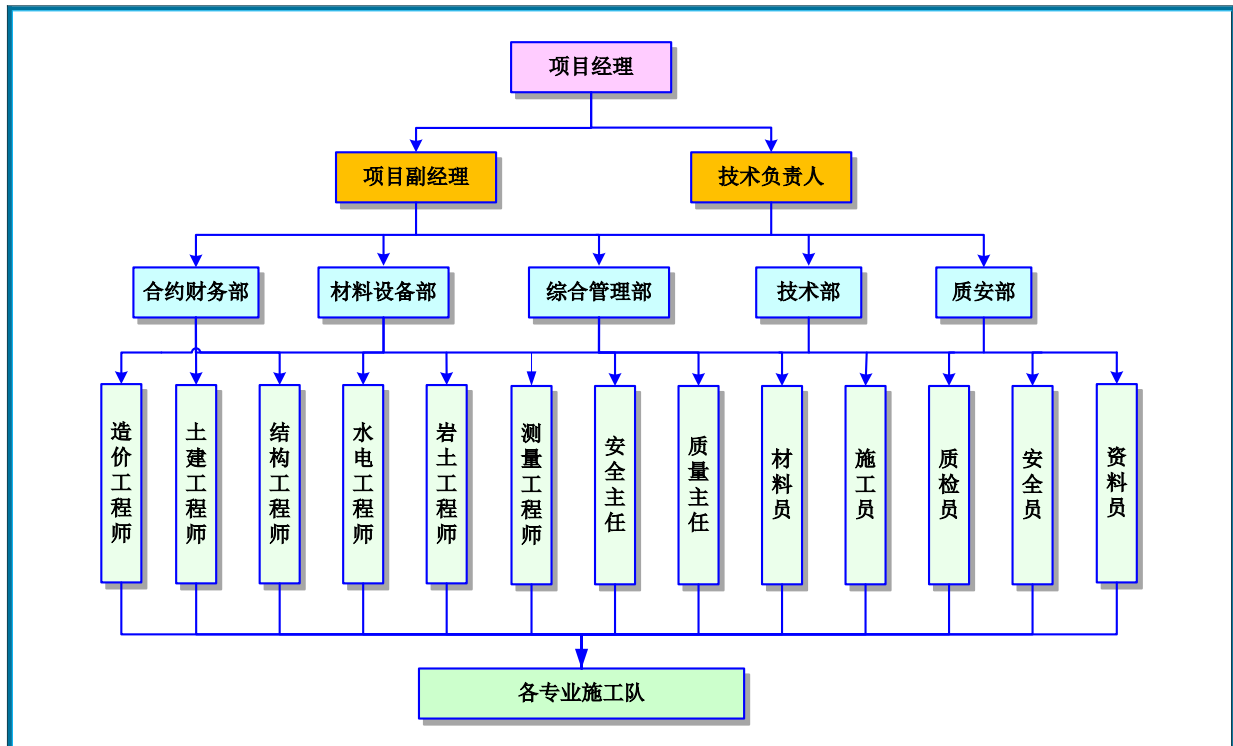 项目经理
项目副经理
技术负责人
合约财务部
材料设备部
综合管理部
技术部
质安部
造价工程师
土建工程师
结构工程师
水电工程师
岩土工程师
测量工程师
安全主任
质量主任
材料员
施工员
质检员
安全员
资料员
各专业施工队